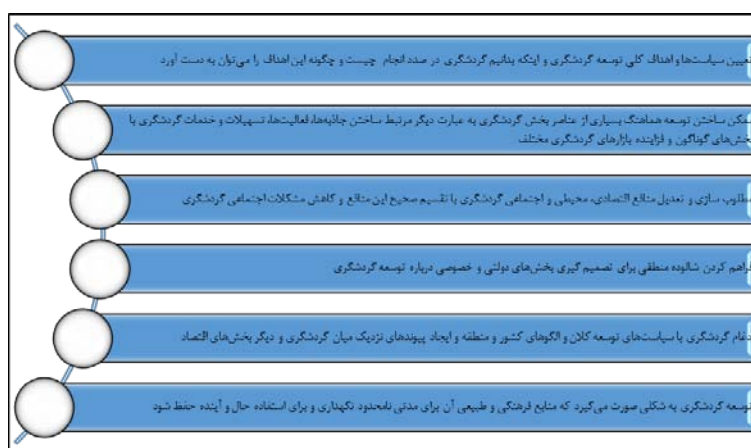 تعیین سیاست‌ها و اهداف کلی توسعه گردشگری و اینکه بدانیم گردشگری در صدد انجام چیست و چگونه این اهداف را می‌توان به دست آورد
ممکن ساختن توسعه هماهنگ بسیاری از عناصر بخش گردشگری به عبارت دیگر مرتبط ساختن جاذبه‌ها، فعالیت‌ها، تسهیلات و خدمات گردشگری با
بخش‌های گوناگون و فزاینده بازارهای گردشگری مختلف
مطلوب سازی و تعدیل منافع اقتصادی، محیطی و اجتماعی گردشگری با تقسیم صحیح این منافع و کاهش مشکلات اجتماعی گردشگری
فراهم کردن شالوده منطقی برای تصمیم گیری بخش‌های دولتی و خصوصی درباره توسعه گردشگری
ادغام گردشگری با سیاست‌های توسعه کلان و الگوهای کشور و منطقه و ایجاد پیوندهای نزدیک میان گردشگری و دیگر بخش‌های اقتصاد
توسعه گردشگری به شکلی صورت می‌گیرد که منابع فرهنگی و طبیعی آن برای مدتی نامحدود نگهداری و برای استفاده حال و آینده حفظ شود